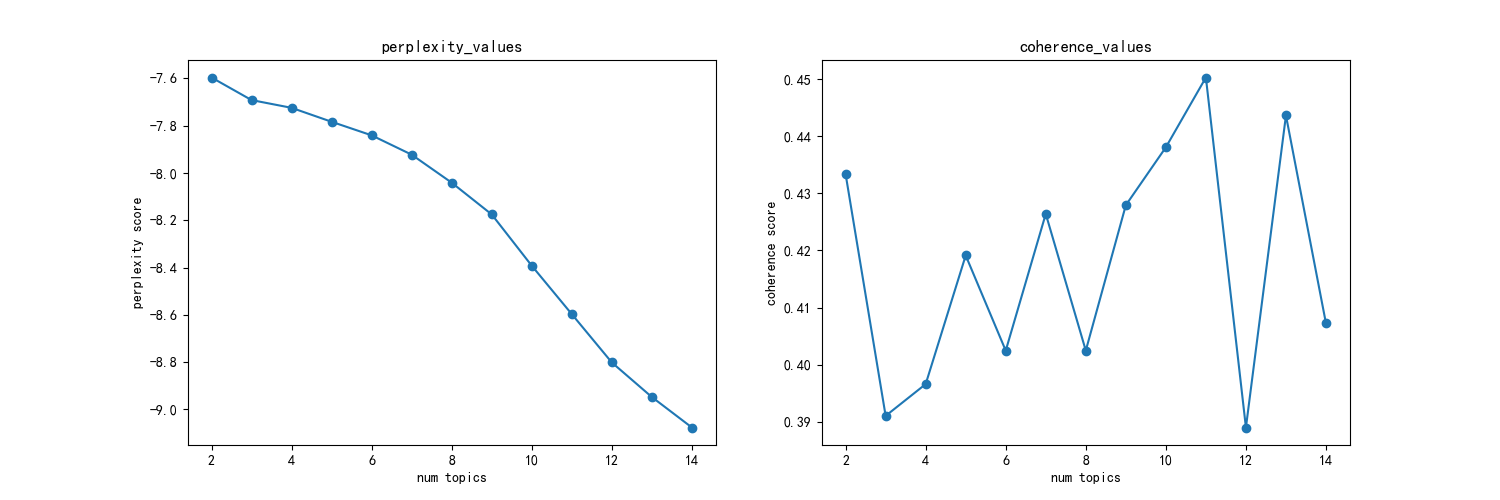 perplexity_values
perplexity score
−7.6
−7.8
−8.0
−8.2
−8.4
−8.6
−8.8
−9.0
2 4 6 8 10 12 14
num topics
coherence_values
coherence score
0.45
0.44
0.43
0.42
0.41
0.40
0.39
2 4 6 8 10 12 14
num topics